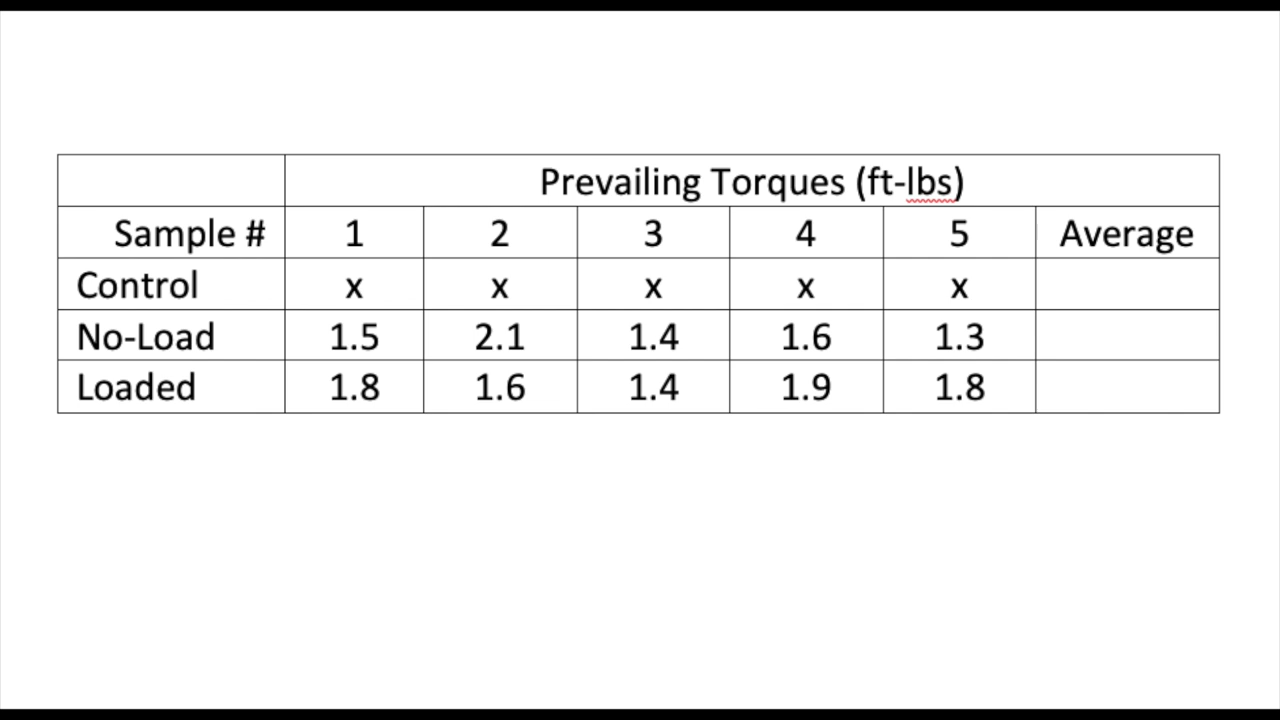 Prevailing Torques (ft-lbs)
Sample # 1 2 3 4 5 Average
Control x x x x x
No-Load 1.5 2.1 1.4 1.6 1.3
Loaded 1.8 1.6 1.4 1.9 1.8